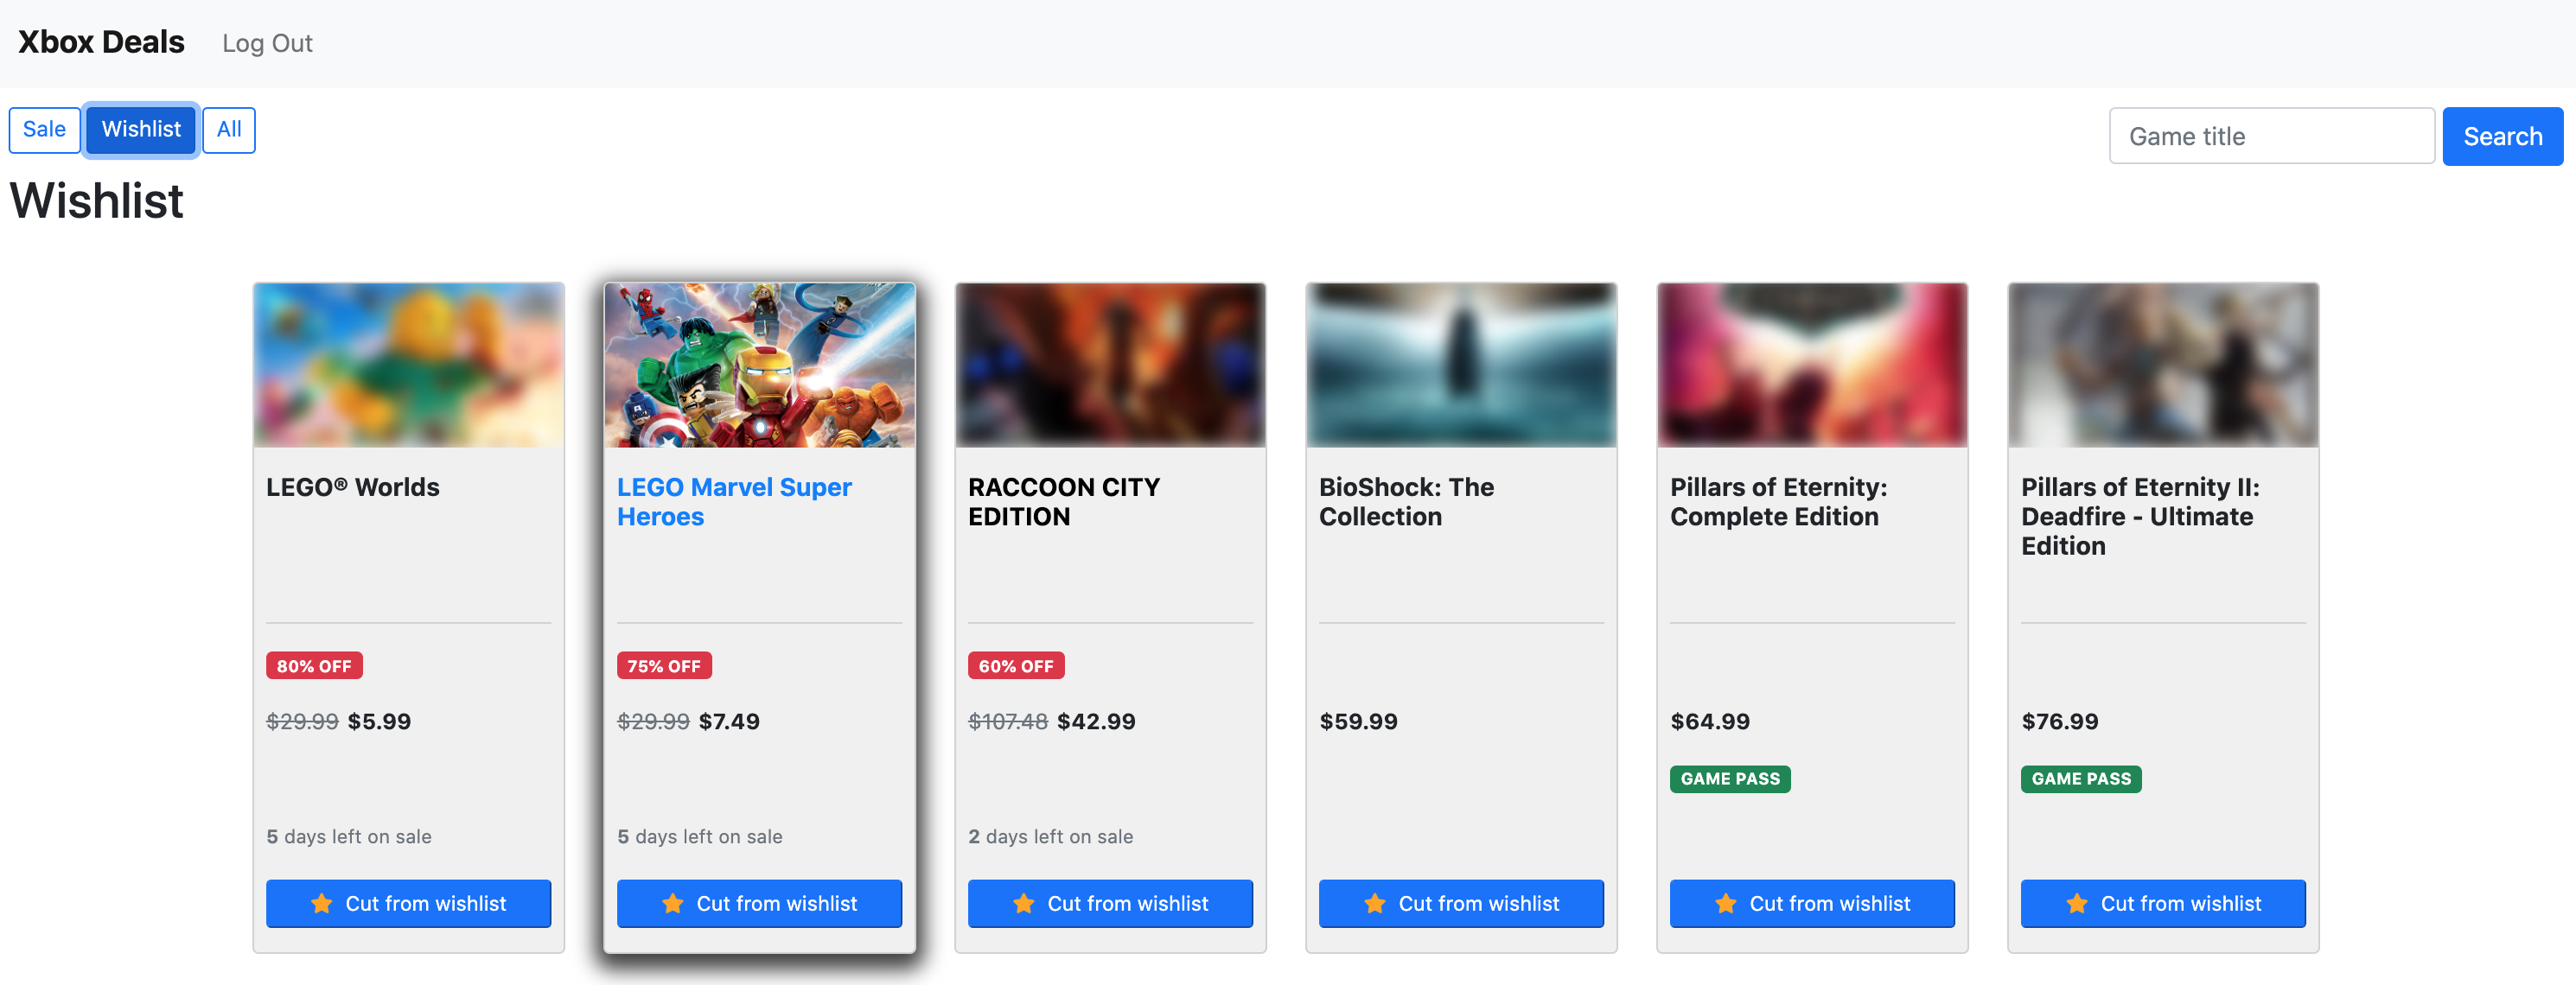 Xbox Deals Log Out
Sale Wishlist All Game title Search
Wishlist
LEGO® Worlds
80% OFF
$29.99 $5.99
5 days left on sale
Cut from wishlist
LEGO Marvel Super
Heroes
75% OFF
$29.99 $7.49
5 days left on sale
Cut from wishlist
RACCOON CITY
EDITION
60% OFF
$107.48 $42.99
2 days left on sale
Cut from wishlist
BioShock: The
Collection
$59.99
Cut from wishlist
Pillars of Eternity:
Complete Edition
$64.99
GAME PASS
Cut from wishlist
Pillars of Eternity II:
Deadfire - Ultimate
Edition
$76.99
GAME PASS
Cut from wishlist